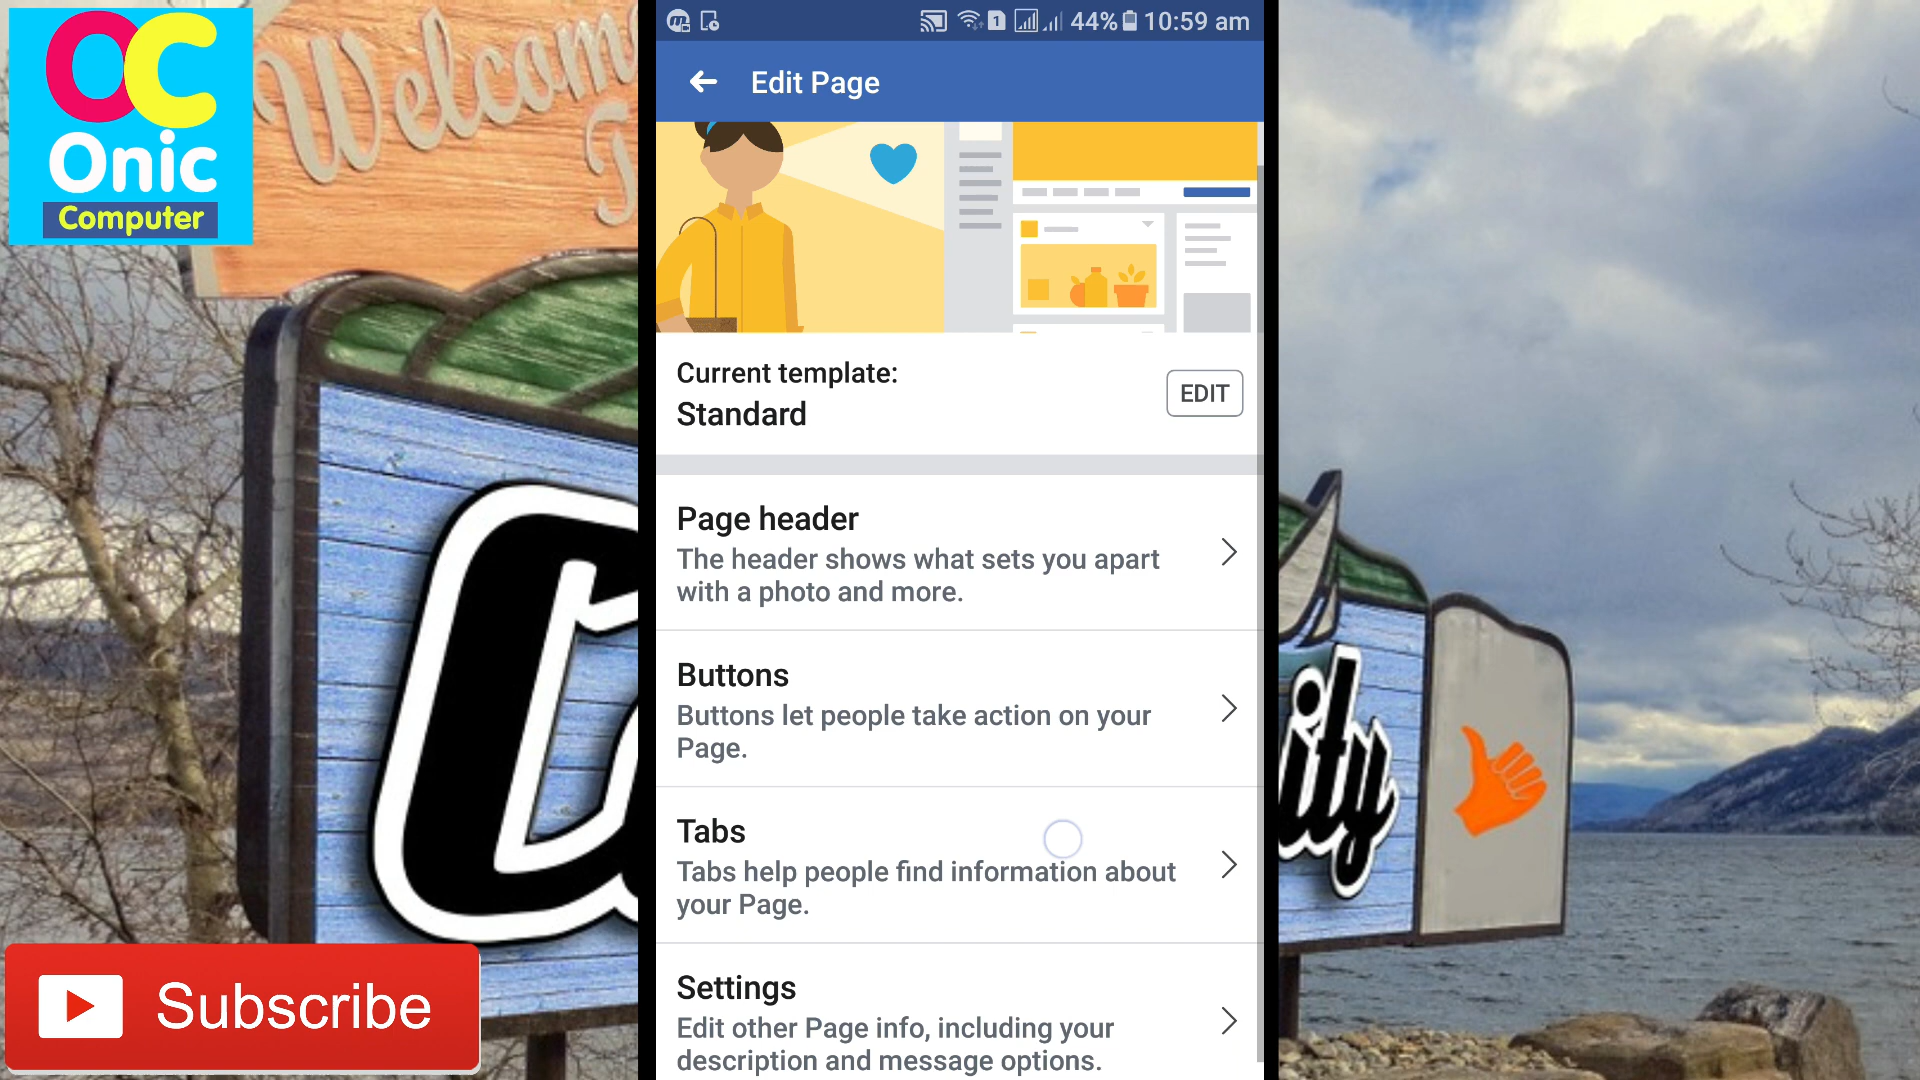 OC
Onic
Computer
Welcom
T
1
44%
10:59 am
Edit Page
Current template:
Standard
EDIT
Page header
The header shows what sets you apart
with a photo and more.
Buttons
Buttons let people take action on your
Page.
Tabs
Tabs help people find information about
your Page.
Settings
Edit other Page info, including your
description and message options.
ity
Subscribe